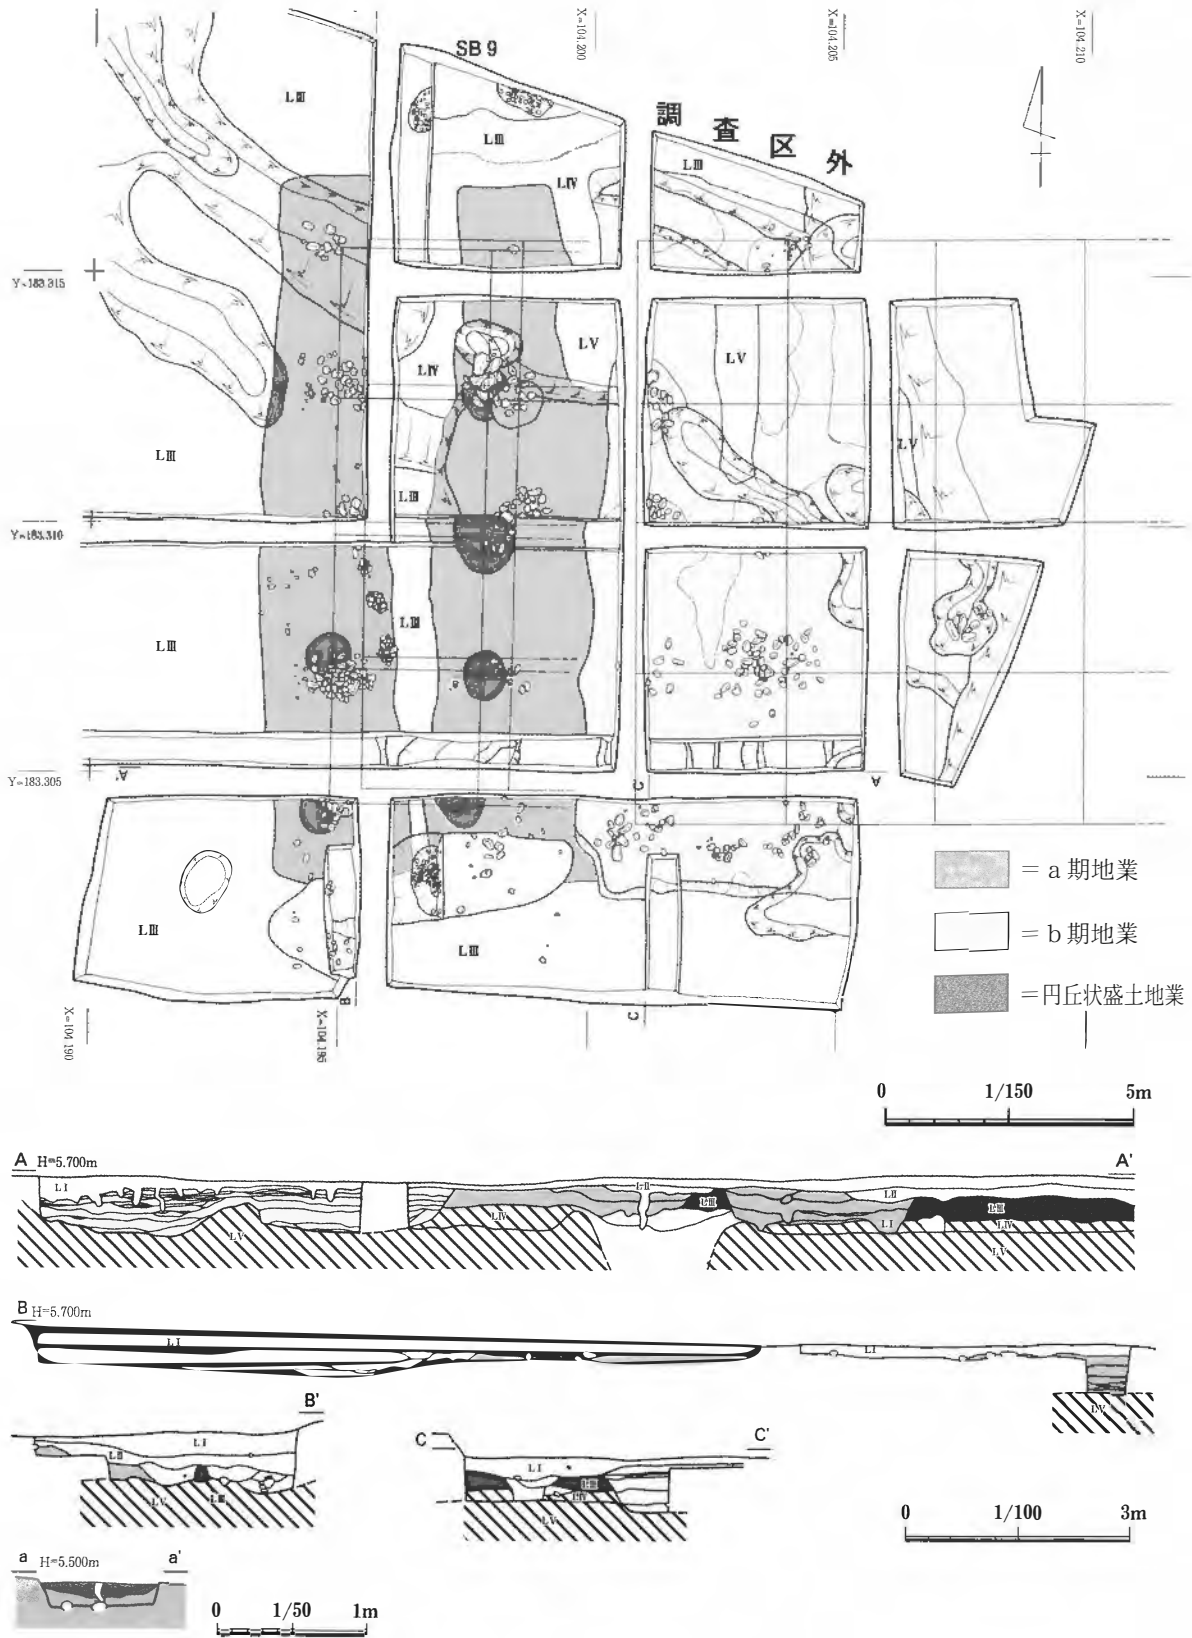 X=104.200
X=104.205
X=104.210
SB 9
調査区外
LⅢ
LⅢ
LⅢ
LⅣ
Y=183.315
LⅣ
LⅤ
LⅤ
LⅤ
LⅢ
LⅢ
Y=183.310
LⅢ
LⅢ
Y=183.305
A'
C'
A
LⅢ
LⅢ
B
C
X=104.190
X=104.195
= a 期地業
= b 期地業
= 円丘状盛土地業
0 1/150 5m
A H=5.700m A'
LⅠ
LⅡ
LⅡ
LⅢ
LⅢ
LⅣ
LⅠ
LⅣ
LⅤ
LⅤ
B H=5.700m
LⅠ
LⅠ
LⅤ
B'
C C'
LⅠ
LⅡ
LⅤ
LⅢ
LⅠ
LⅢ
LⅣ
LⅤ
0 1/100 3m
a H=5.500m a'
0 1/50 1m